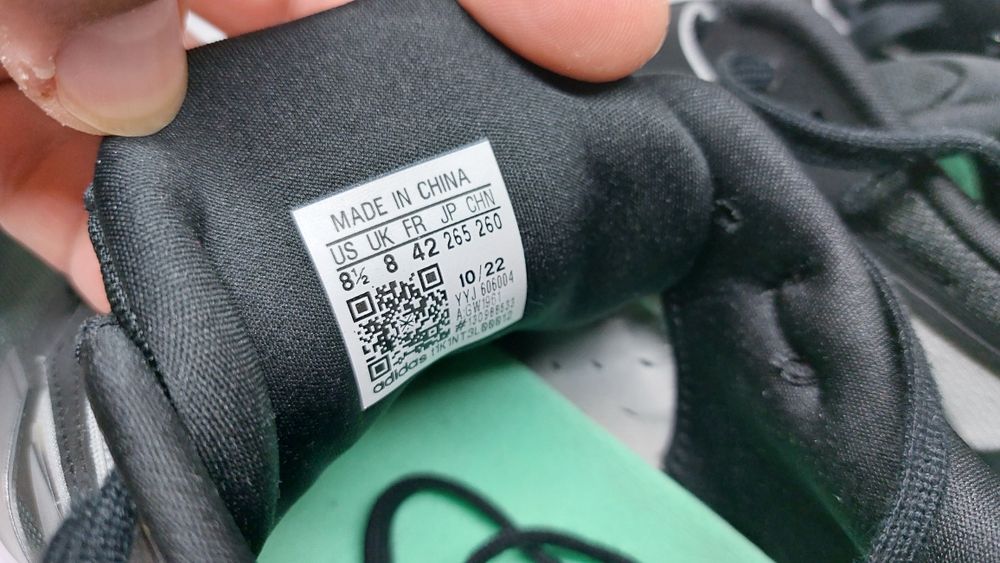 MADE IN CHINA
US UK FR JP CHN
8½ 8 42 265 260
10/22
YYJ 606004
adidas